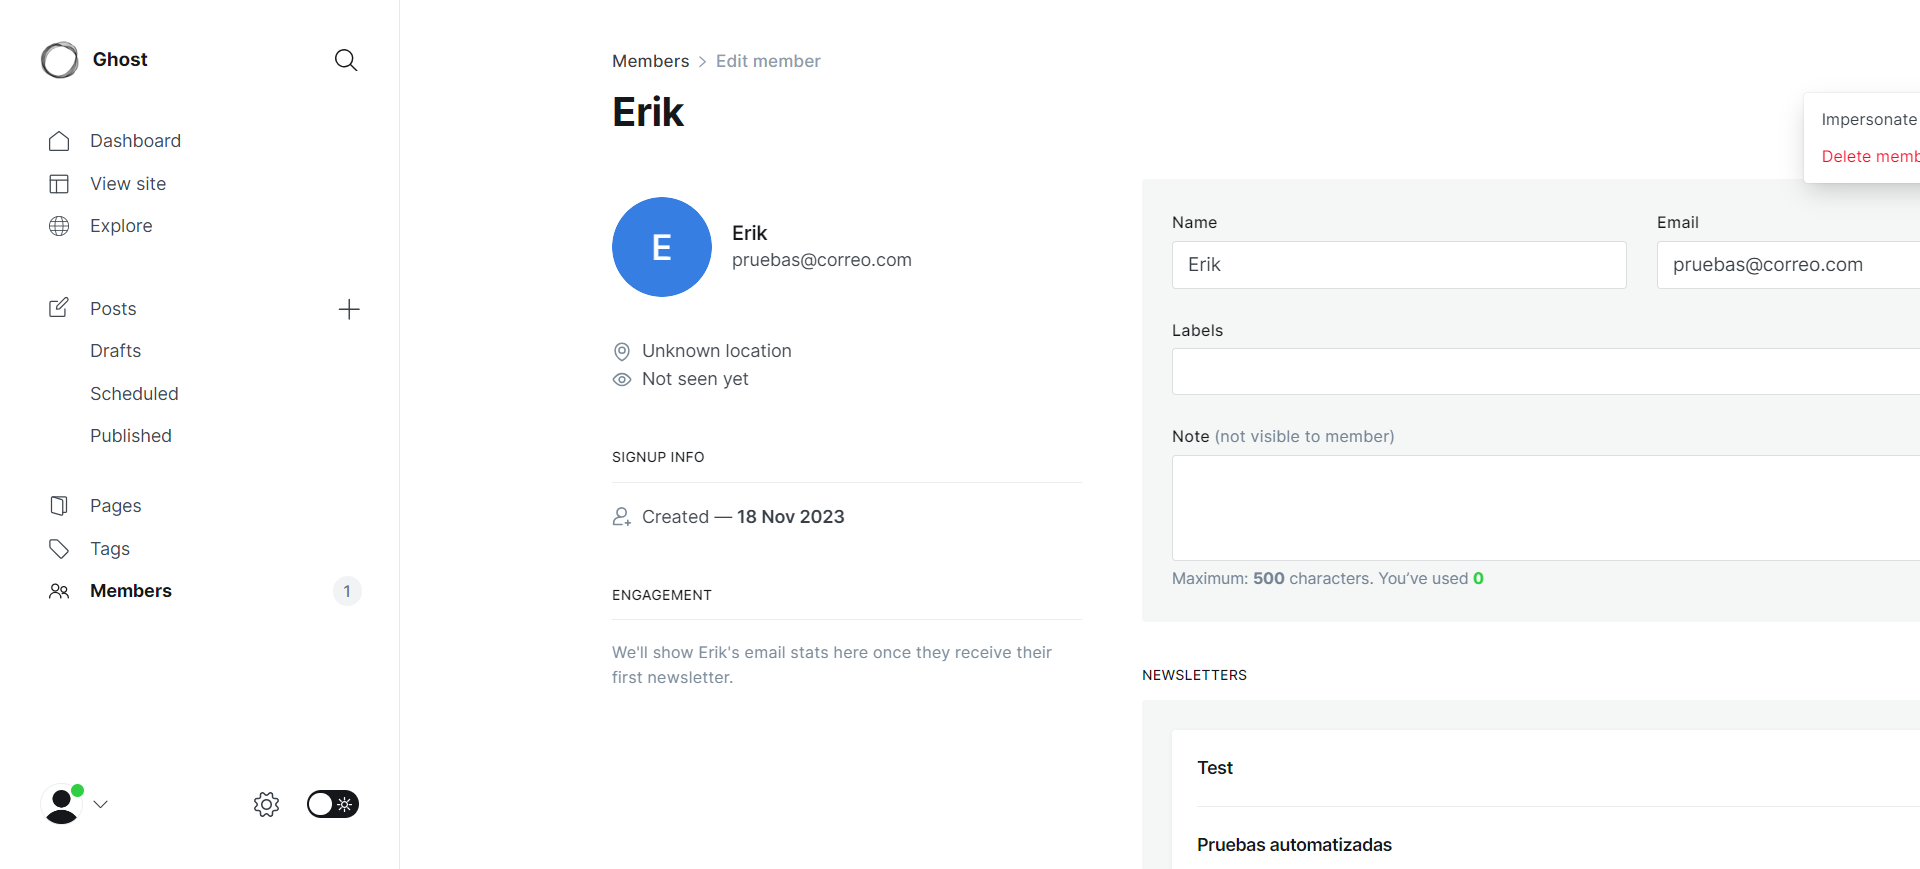 Ghost
Dashboard
View site
Explore
Posts
Drafts
Scheduled
Published
Pages
Tags
Members
1
Members > Edit member
Erik
E
Erik
pruebas@correo.com
Unknown location
Not seen yet
SIGNUP INFO
Created — 18 Nov 2023
ENGAGEMENT
We'll show Erik's email stats here once they receive their
first newsletter.
Impersonate
Delete memb
Name
Email
Erik
pruebas@correo.com
Labels
Note (not visible to member)
Maximum: 500 characters. You’ve used 0
NEWSLETTERS
Test
Pruebas automatizadas